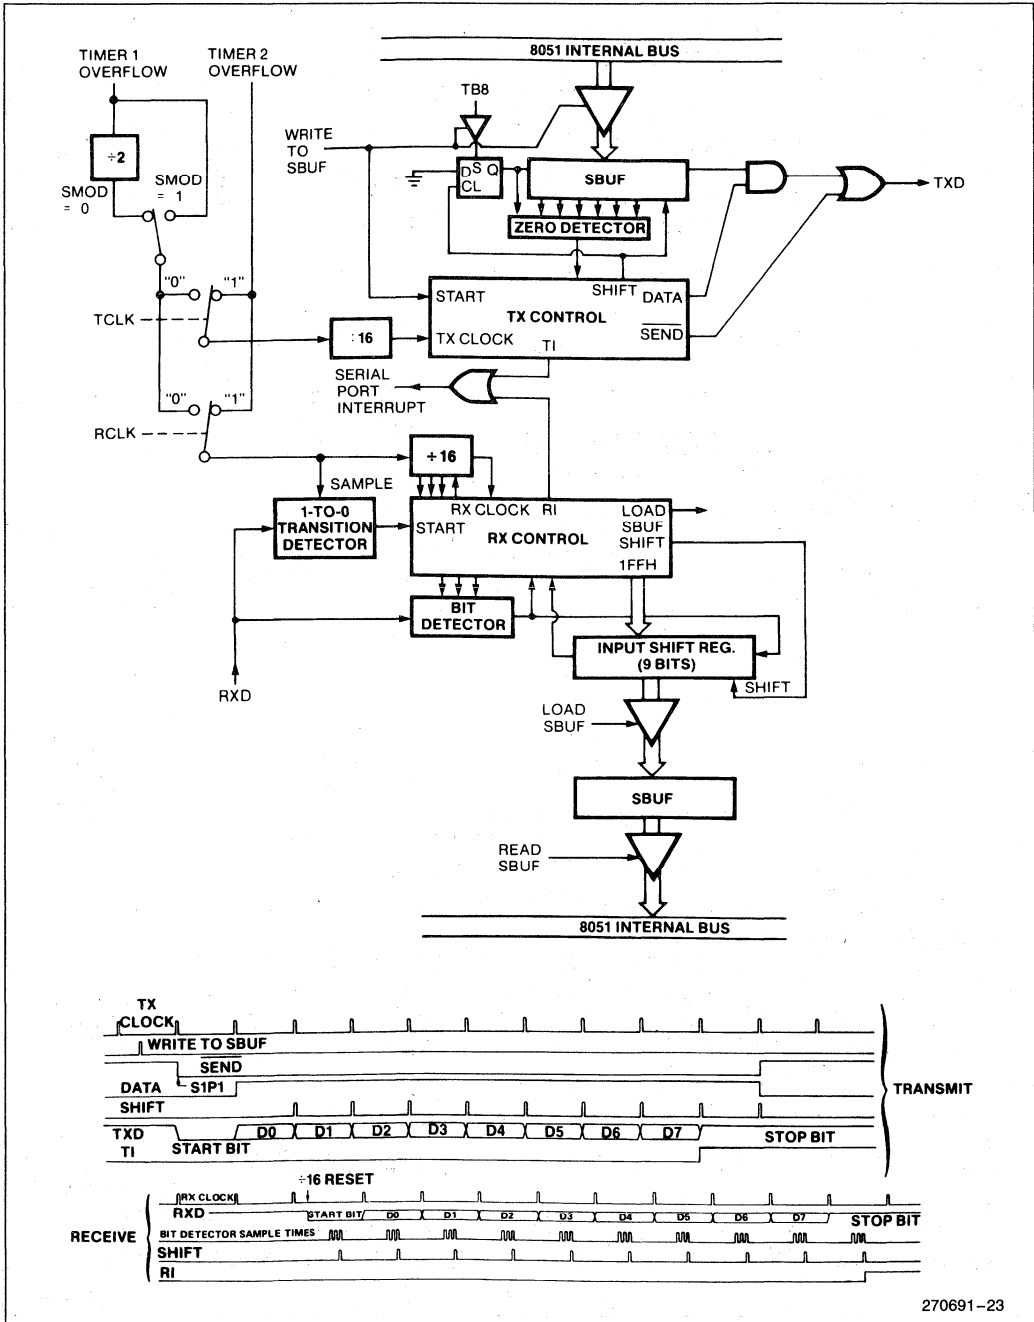 8051 INTERNAL BUS
TIMER 1
OVERFLOW
TIMER 2
OVERFLOW
TB8
WRITE
TO
SBUF
÷2
SMOD
= 0
SMOD
= 1
D S Q
CL
SBUF
TXD
ZERO DETECTOR
"0"
"1"
TCLK
START
SHIFT
DATA
TX CONTROL
SEND
TX CLOCK
TI
: 16
SERIAL
PORT
INTERRUPT
"0"
"1"
RCLK
÷16
SAMPLE
1-TO-0
TRANSITION
DETECTOR
START
RX CLOCK
RI
LOAD
SBUF
SHIFT
RX CONTROL
1FFH
BIT
DETECTOR
INPUT SHIFT REG.
(9 BITS)
SHIFT
RXD
LOAD
SBUF
SBUF
READ
SBUF
8051 INTERNAL BUS
TX
CLOCK
WRITE TO SBUF
SEND
DATA
S1P1
SHIFT
TXD
START BIT
D0 D1 D2 D3 D4 D5 D6 D7
STOP BIT
TI
TRANSMIT
÷16 RESET
RX CLOCK
RXD
START BIT
D0 D1 D2 D3 D4 D5 D6 D7
STOP BIT
RECEIVE
BIT DETECTOR SAMPLE TIMES
SHIFT
RI
270691-23